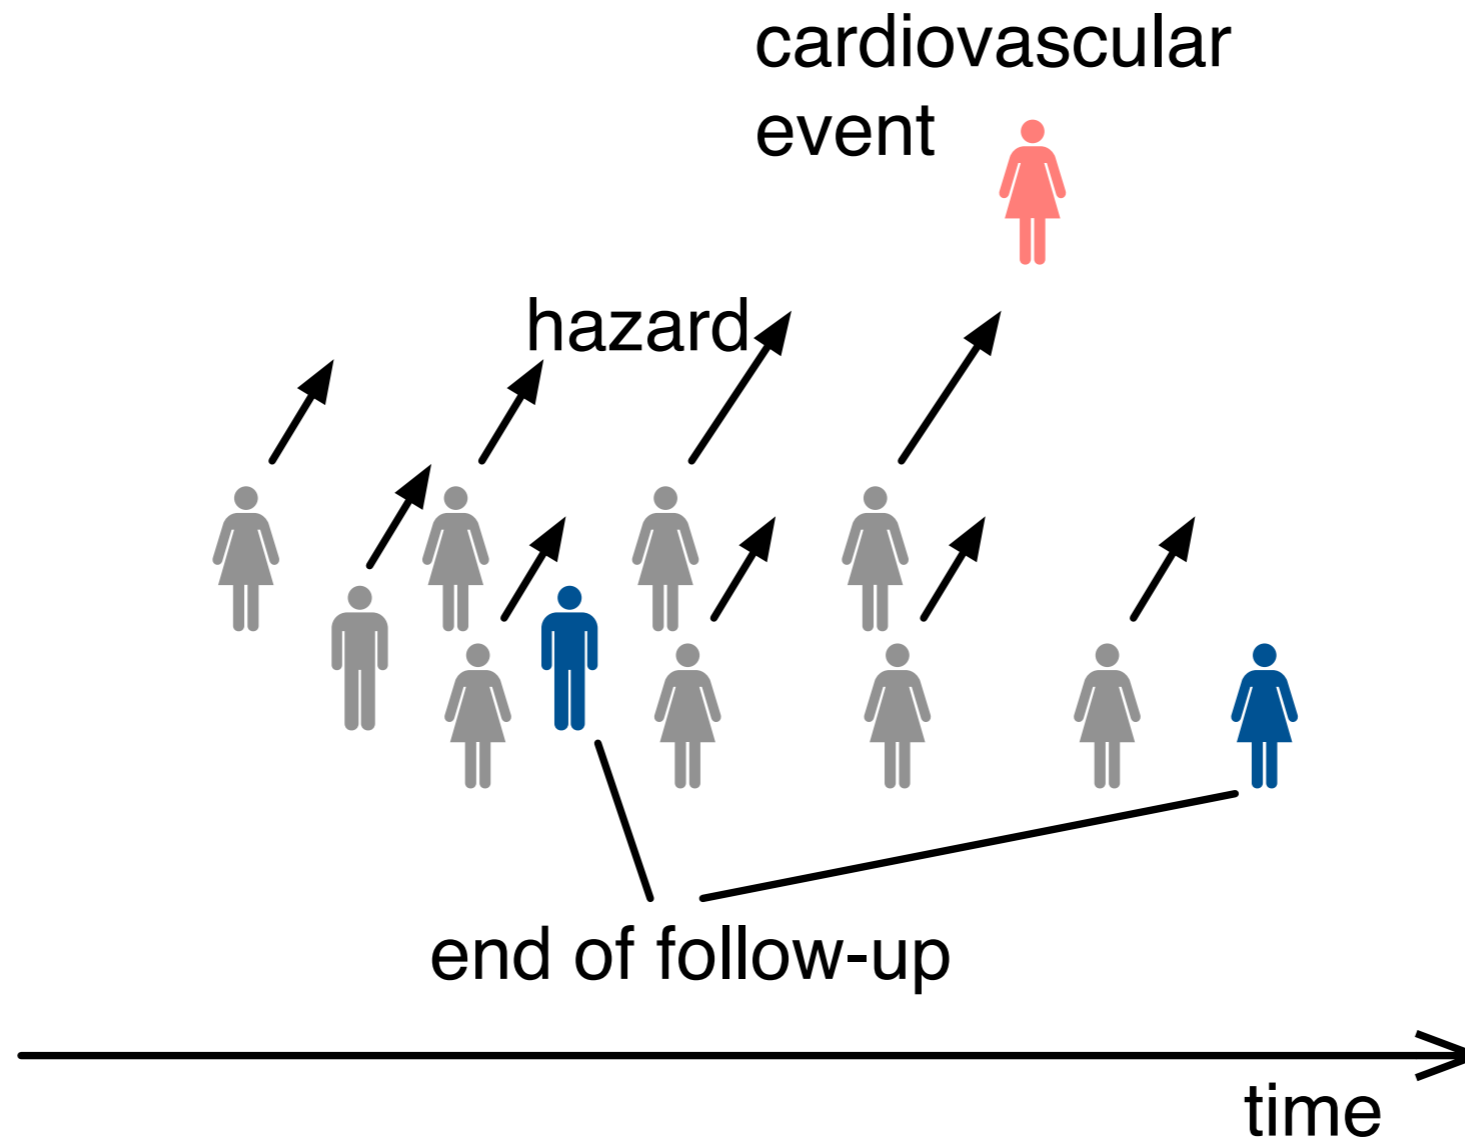 cardiovascular
event
hazard
end of follow-up
time